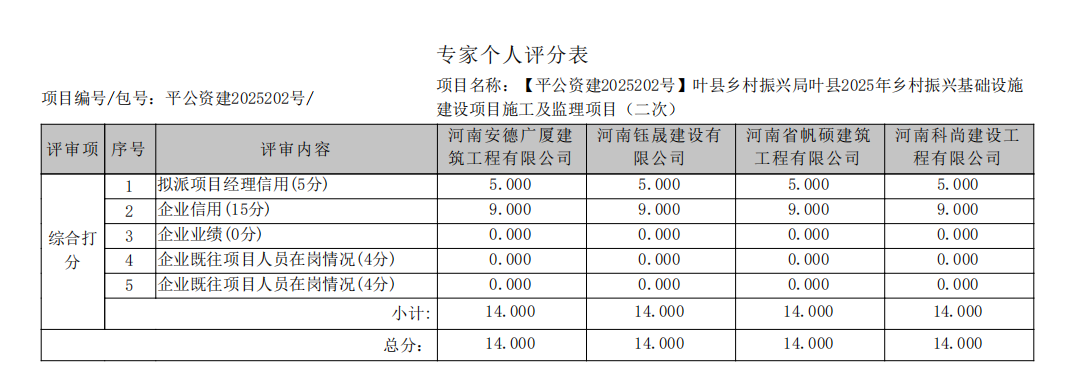 专家个人评分表
项目编号/包号：平公资建2025202号/
项目名称：【平公资建2025202号】叶县乡村振兴局叶县2025年乡村振兴基础设施
建设项目施工及监理项目（二次）
评审项 序号 评审内容 河南安德广厦建筑工程有限公司 河南钰晟建设有限公司 河南省帆硕建筑工程有限公司 河南科尚建设工程有限公司
综合打分
1 拟派项目经理信用(5分) 5.000 5.000 5.000 5.000
2 企业信用(15分) 9.000 9.000 9.000 9.000
3 企业业绩(0分) 0.000 0.000 0.000 0.000
4 企业既往项目人员在岗情况(4分) 0.000 0.000 0.000 0.000
5 企业既往项目人员在岗情况(4分) 0.000 0.000 0.000 0.000
小计: 14.000 14.000 14.000 14.000
总分： 14.000 14.000 14.000 14.000